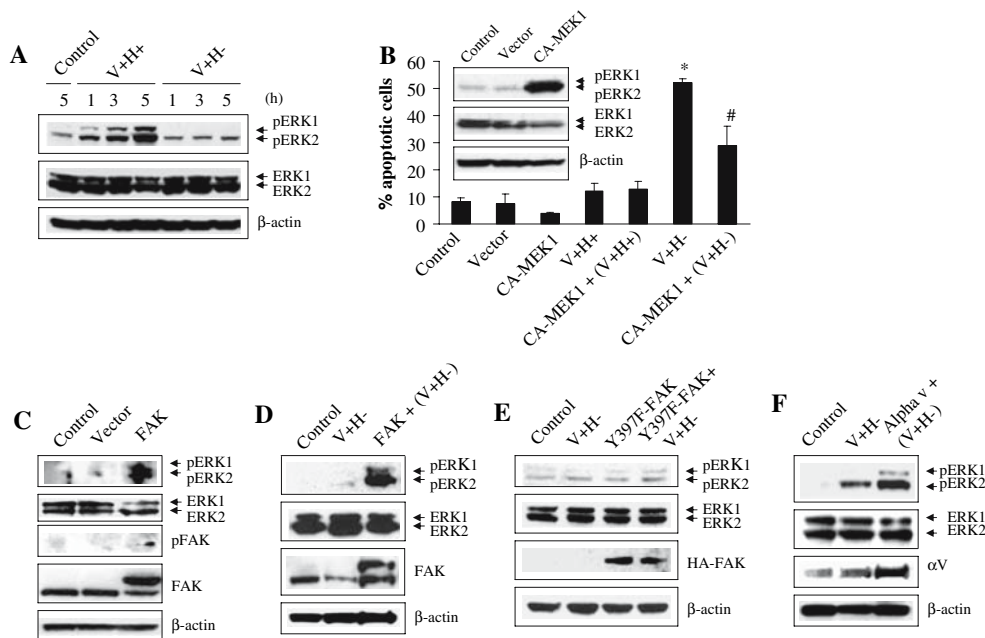 A
Control
V+H+
V+H-
5 1 3 5 1 3 5 (h)
pERK1
pERK2
ERK1
ERK2
β-actin
B
Control
Vector
CA-MEK1
pERK1
pERK2
ERK1
ERK2
β-actin
% apoptotic cells
60
50
40
30
20
10
0
*
#
Control
Vector
CA-MEK1
V+H+
CA-MEK1 + (V+H+)
V+H-
CA-MEK1 + (V+H-)
C
Control
Vector
FAK
pERK1
pERK2
ERK1
ERK2
pFAK
FAK
β-actin
D
Control
V+H-
FAK + (V+H-)
pERK1
pERK2
ERK1
ERK2
FAK
β-actin
E
Control
V+H-
Y397F-FAK
Y397F-FAK+
V+H-
pERK1
pERK2
ERK1
ERK2
HA-FAK
β-actin
F
Control
V+H-
Alpha v +
(V+H-)
pERK1
pERK2
ERK1
ERK2
αV
β-actin